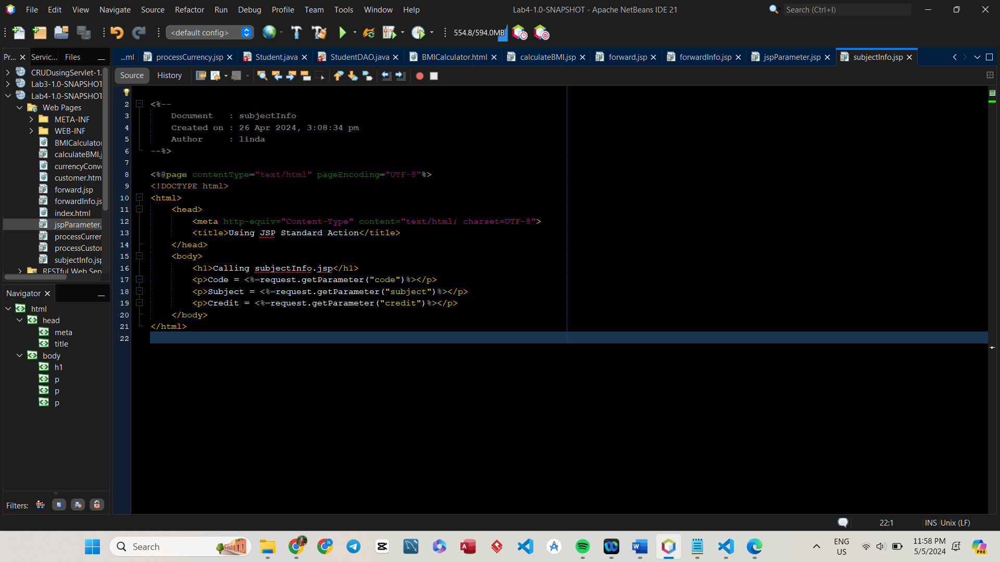 File Edit View Navigate Source Refactor Run Debug Profile Team Tools Window Help
Lab4-1.0-SNAPSHOT - Apache NetBeans IDE 21
Search (Ctrl+I)
<default config>
554.8/594.0MB
Pr... Servic... Files
...ml processCurrency.jsp Student.java StudentDAO.java BMICalculator.html calculateBMI.jsp forward.jsp forwardInfo.jsp jspParameter.jsp subjectInfo.jsp
Source History
CRUDusingServlet-1.
Lab3-1.0-SNAPSHOT
Lab4-1.0-SNAPSHOT
Web Pages
META-INF
WEB-INF
BMICalculator
calculateBMI.j
currencyConve
customer.htm
forward.jsp
forwardInfo.js
index.html
jspParameter.
processCurrer
processCustor
subjectInfo.jsp
RESTful Web Serv
Navigator
html
head
meta
title
body
h1
p
p
p
Filters:
2 <%--
3 Document : subjectInfo
4 Created on : 26 Apr 2024, 3:08:34 pm
5 Author : linda
6 --%>
7
8 <%@page contentType="text/html" pageEncoding="UTF-8"%>
9 <!DOCTYPE html>
10 <html>
11 <head>
12 <meta http-equiv="Content-Type" content="text/html; charset=UTF-8">
13 <title>Using JSP Standard Action</title>
14 </head>
15 <body>
16 <h1>Calling subjectInfo.jsp</h1>
17 <p>Code = <%=request.getParameter("code")%></p>
18 <p>Subject = <%=request.getParameter("subject")%></p>
19 <p>Credit = <%=request.getParameter("credit")%></p>
20 </body>
21 </html>
22
22:1 INS Unix (LF)
Search
ENG
US
11:58 PM
5/5/2024
PRE